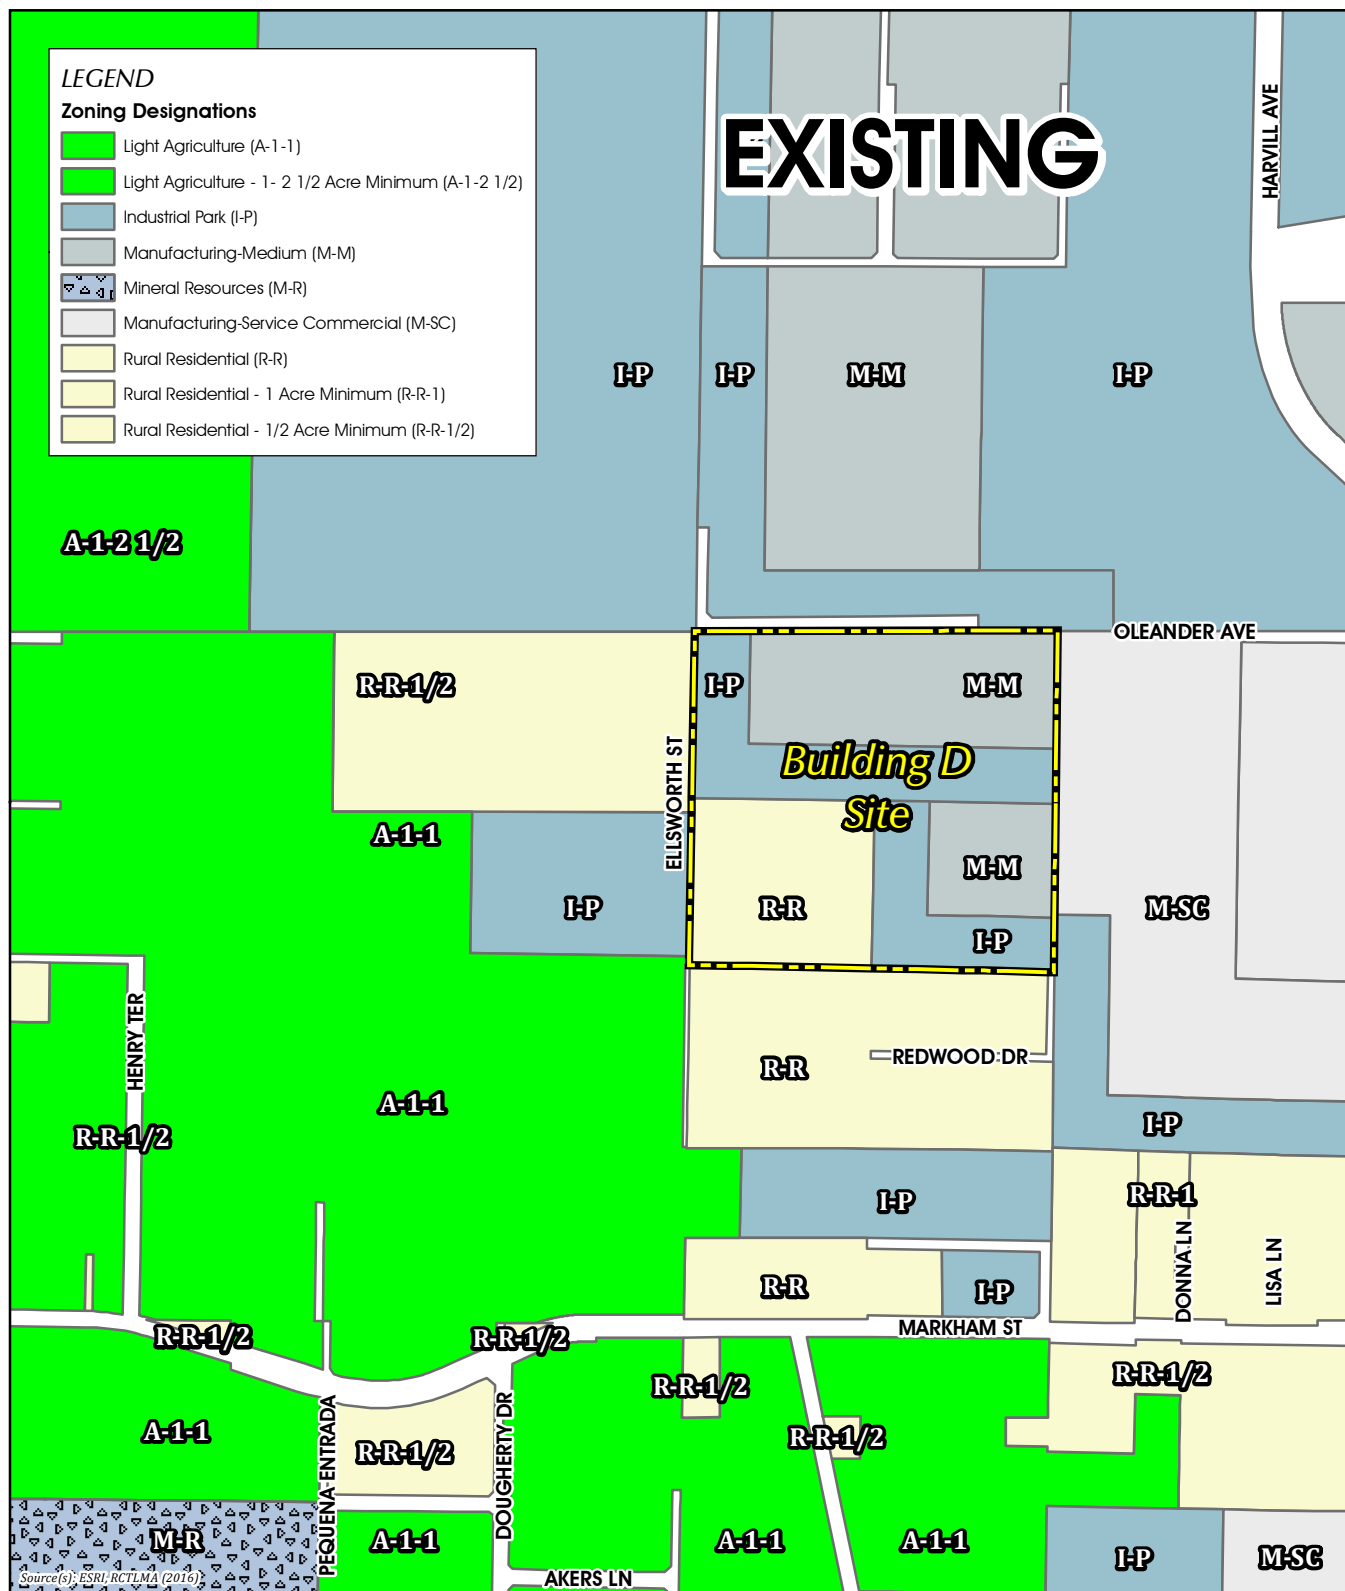 LEGEND
Zoning Designations
Light Agriculture (A-1-1)
Light Agriculture - 1- 2 1/2 Acre Minimum (A-1-2 1/2)
Industrial Park (I-P)
Manufacturing-Medium (M-M)
Mineral Resources (M-R)
Manufacturing-Service Commercial (M-SC)
Rural Residential (R-R)
Rural Residential - 1 Acre Minimum (R-R-1)
Rural Residential - 1/2 Acre Minimum (R-R-1/2)
EXISTING
HARVILL AVE
I-P
I-P
M-M
I-P
A-1-2 1/2
OLEANDER AVE
R-R-1/2
I-P
M-M
ELLSWORTH ST
Building D
Site
A-1-1
M-M
I-P
R-R
M-SC
I-P
HENRY TER
REDWOOD DR
R-R
A-1-1
I-P
R-R-1/2
I-P
R-R-1
DONNA LN
LISA LN
R-R
I-P
MARKHAM ST
R-R-1/2
R-R-1/2
R-R-1/2
R-R-1/2
A-1-1
PEQUENA ENTRADA
R-R-1/2
DOUGHERTY DR
R-R-1/2
M-R
A-1-1
A-1-1
A-1-1
I-P
M-SC
AKERS LN
Source(s): ESRI, RCTLMA (2016)